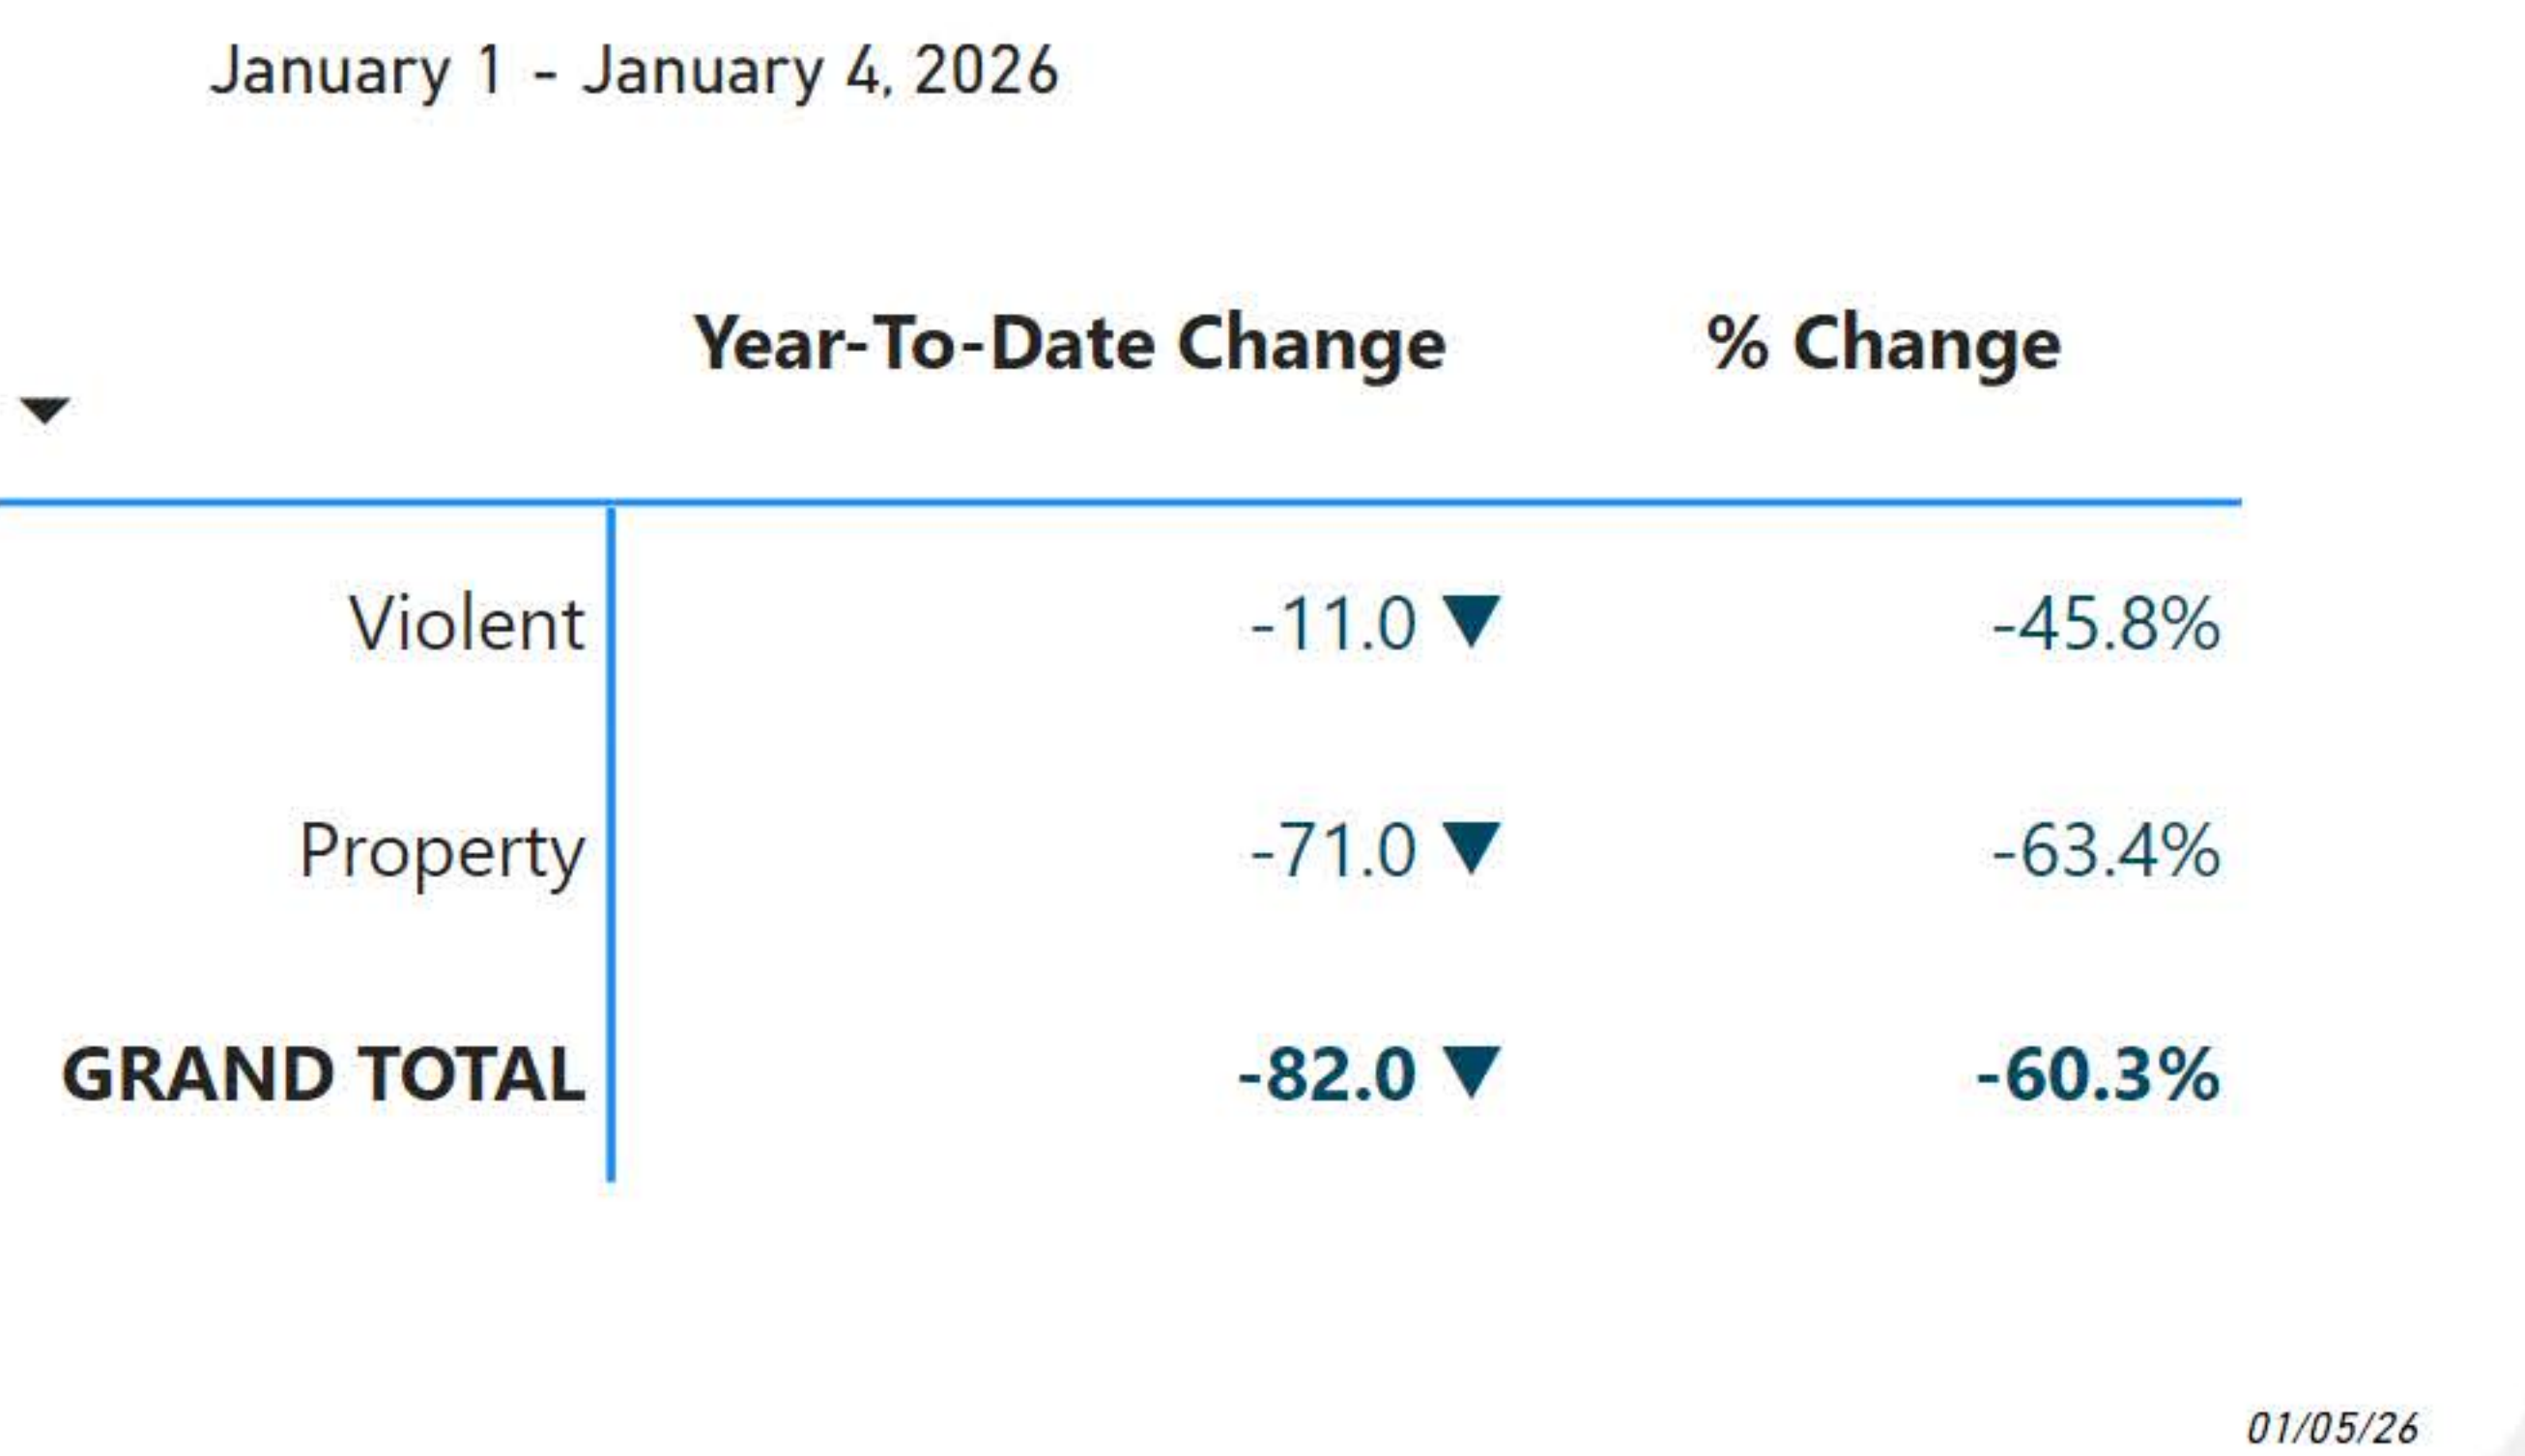 January 1 - January 4, 2026
Year-To-Date Change % Change
Violent -11.0 ▼ -45.8%
Property -71.0 ▼ -63.4%
GRAND TOTAL -82.0 ▼ -60.3%
01/05/26